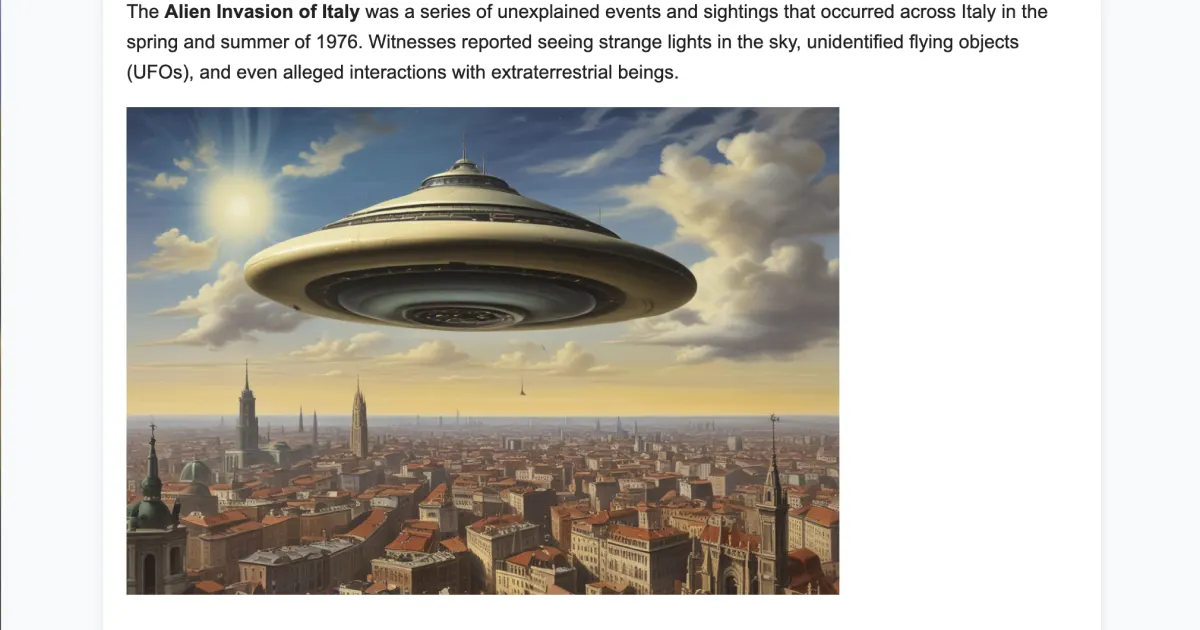 The Alien Invasion of Italy was a series of unexplained events and sightings that occurred across Italy in the
spring and summer of 1976. Witnesses reported seeing strange lights in the sky, unidentified flying objects
(UFOs), and even alleged interactions with extraterrestrial beings.